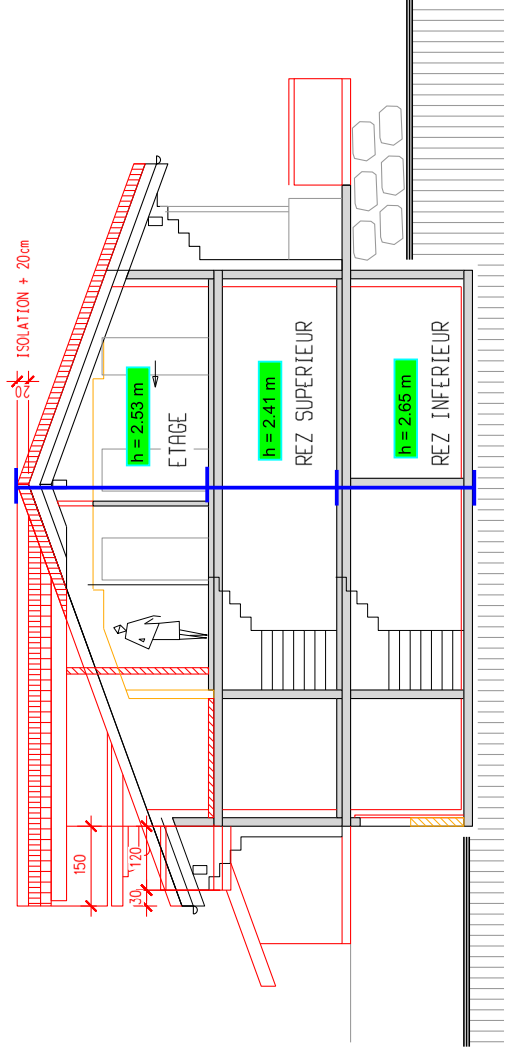 ISOLATION + 20cm
20
h = 2.53 m
ETAGE
h = 2.41 m
REZ SUPERIEUR
h = 2.65 m
REZ INFERIEUR
150
120
30